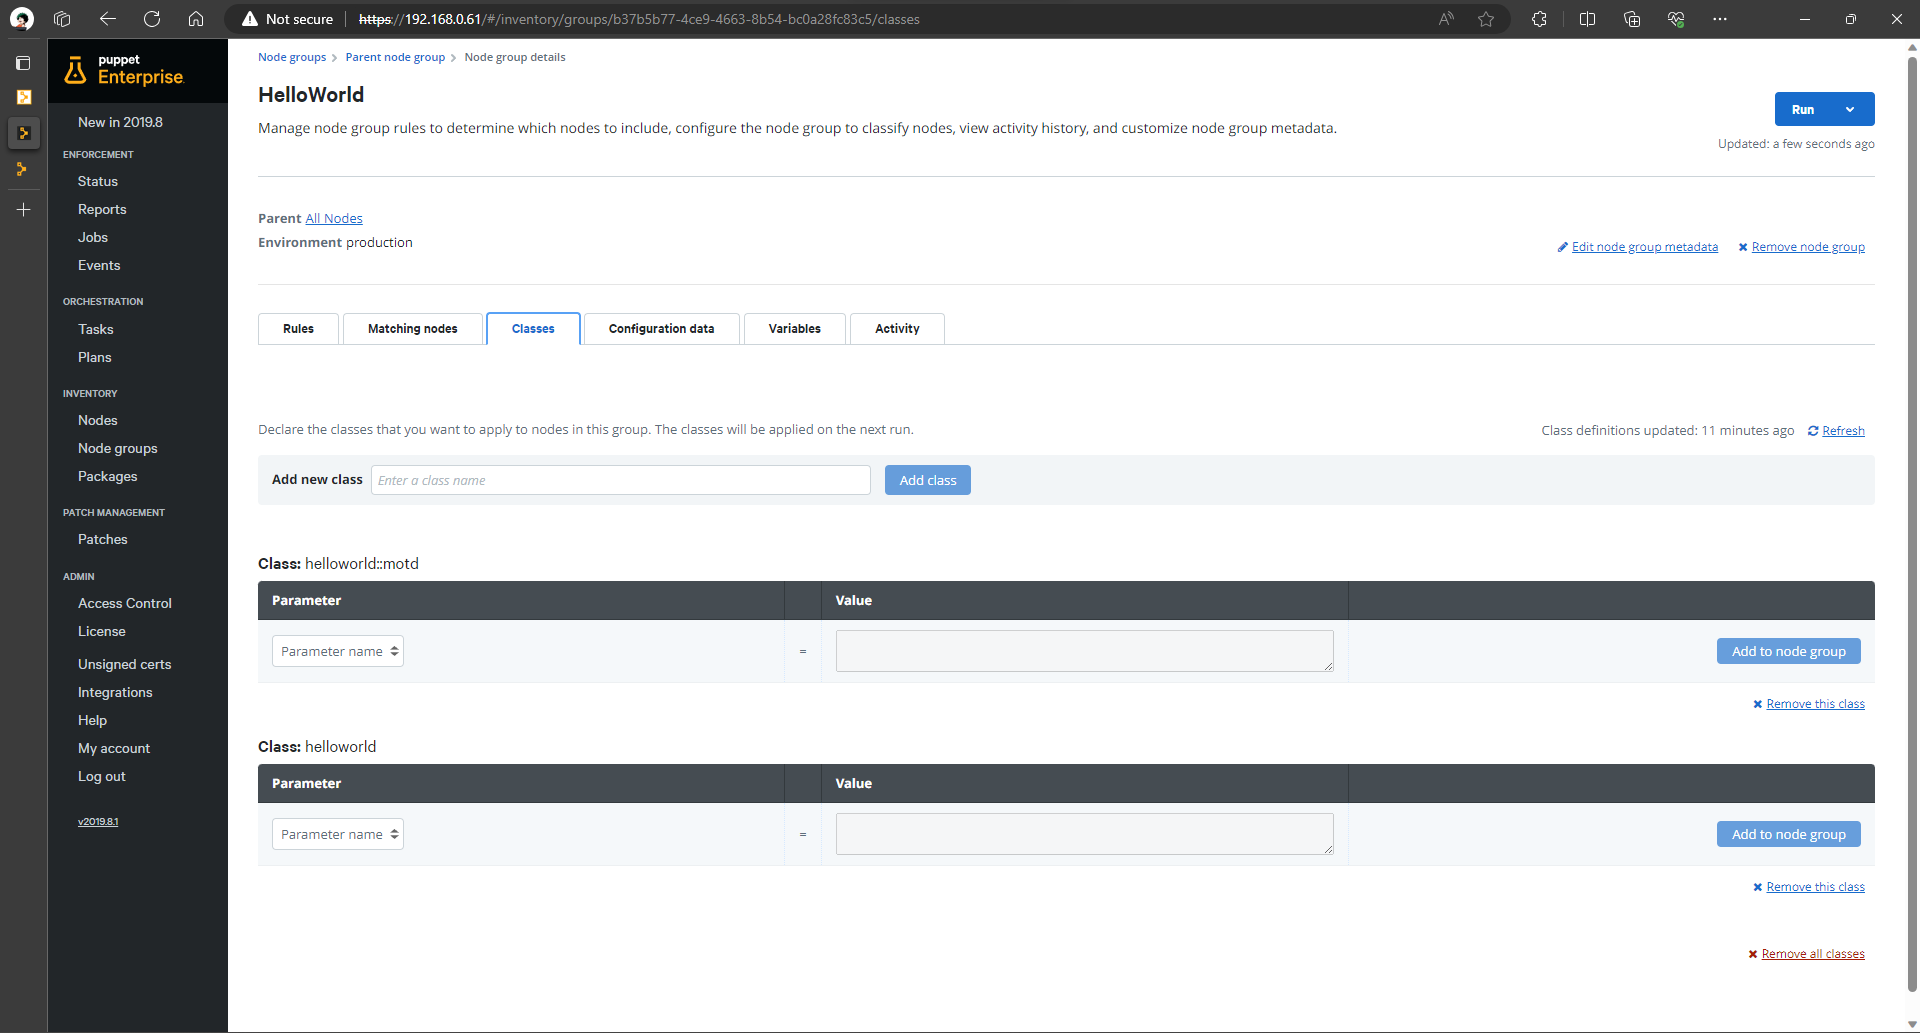 Not secure
https://192.168.0.61/#/inventory/groups/b37b5b77-4ce9-4663-8b54-bc0a28fc83c5/classes
puppet
Enterprise
New in 2019.8
ENFORCEMENT
Status
Reports
Jobs
Events
ORCHESTRATION
Tasks
Plans
INVENTORY
Nodes
Node groups
Packages
PATCH MANAGEMENT
Patches
ADMIN
Access Control
License
Unsigned certs
Integrations
Help
My account
Log out
v2019.8.1
Node groups > Parent node group > Node group details
HelloWorld
Manage node group rules to determine which nodes to include, configure the node group to classify nodes, view activity history, and customize node group metadata.
Run
Updated: a few seconds ago
Parent All Nodes
Environment production
Edit node group metadata
Remove node group
Rules
Matching nodes
Classes
Configuration data
Variables
Activity
Declare the classes that you want to apply to nodes in this group. The classes will be applied on the next run.
Class definitions updated: 11 minutes ago
Refresh
Add new class
Enter a class name
Add class
Class: helloworld::motd
Parameter
Value
Parameter name
=
Add to node group
Remove this class
Class: helloworld
Parameter
Value
Parameter name
=
Add to node group
Remove this class
Remove all classes